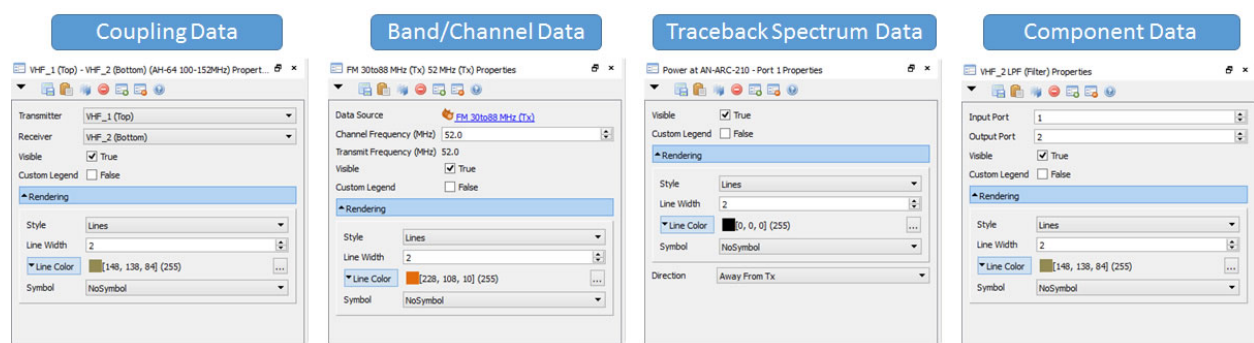 Coupling Data
VHF_1 (Top) - VHF_2 (Bottom) (AH-64 100-152MHz) Propert...
Transmitter VHF_1 (Top)
Receiver VHF_2 (Bottom)
Visible True
Custom Legend False
Rendering
Style Lines
Line Width 2
Line Color [148, 138, 84] (255) ...
Symbol NoSymbol
Band/Channel Data
FM 30to88 MHz (Tx) 52 MHz (Tx) Properties
Data Source FM 30to88 MHz (Tx)
Channel Frequency (MHz) 52.0
Transmit Frequency (MHz) 52.0
Visible True
Custom Legend False
Rendering
Style Lines
Line Width 2
Line Color [228, 108, 10] (255) ...
Symbol NoSymbol
Traceback Spectrum Data
Power at AN-ARC-210 - Port 1 Properties
Visible True
Custom Legend False
Rendering
Style Lines
Line Width 2
Line Color [0, 0, 0] (255) ...
Symbol NoSymbol
Direction Away From Tx
Component Data
VHF_2 LPF (Filter) Properties
Input Port 1
Output Port 2
Visible True
Custom Legend False
Rendering
Style Lines
Line Width 2
Line Color [148, 138, 84] (255) ...
Symbol NoSymbol